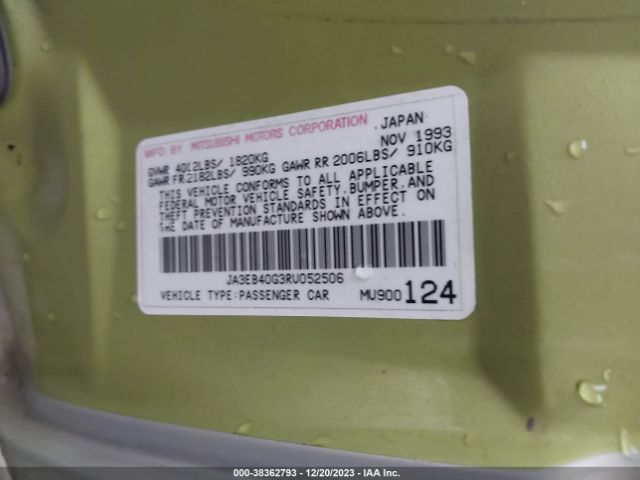 MFD. BY MITSUBISHI MOTORS CORPORATION. JAPAN
NOV 1993
GVWR 4012LBS/ 1820KG
GAWR FR.2182LBS/ 990KG GAWR RR 2006LBS/ 910KG
THIS VEHICLE CONFORMS TO ALL APPLICABLE
FEDERAL MOTOR VEHICLE SAFETY,BUMPER,AND
THEFT PREVENTION STANDARDS IN EFFECT ON
THE DATE OF MANUFACTURE SHOWN ABOVE.
JA3EB40G3RU052506
VEHICLE TYPE:PASSENGER CAR MU900124
000-38362793 - 12/20/2023 - IAA Inc.